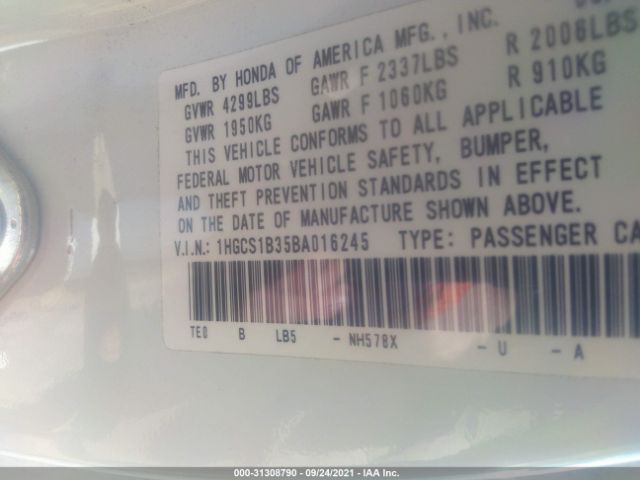 MFD. BY HONDA OF AMERICA MFG., INC.
GVWR 4299LBS GAWR F 2337LBS R 2006LBS
GVWR 1950KG GAWR F 1060KG R 910KG
THIS VEHICLE CONFORMS TO ALL APPLICABLE
FEDERAL MOTOR VEHICLE SAFETY, BUMPER,
AND THEFT PREVENTION STANDARDS IN EFFECT
ON THE DATE OF MANUFACTURE SHOWN ABOVE.
V.I.N.: 1HGCS1B35BA016245 TYPE: PASSENGER CA
TE0 B LB5 - NH578X - U - A
000-31308790 - 09/24/2021 - IAA Inc.